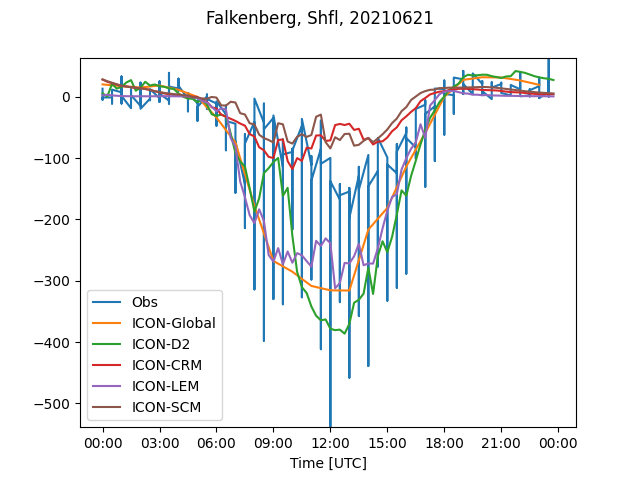 Falkenberg, Shfl, 20210621
0
−100
−200
−300
−400
−500
Obs
ICON-Global
ICON-D2
ICON-CRM
ICON-LEM
ICON-SCM
00:00 03:00 06:00 09:00 12:00 15:00 18:00 21:00 00:00
Time [UTC]